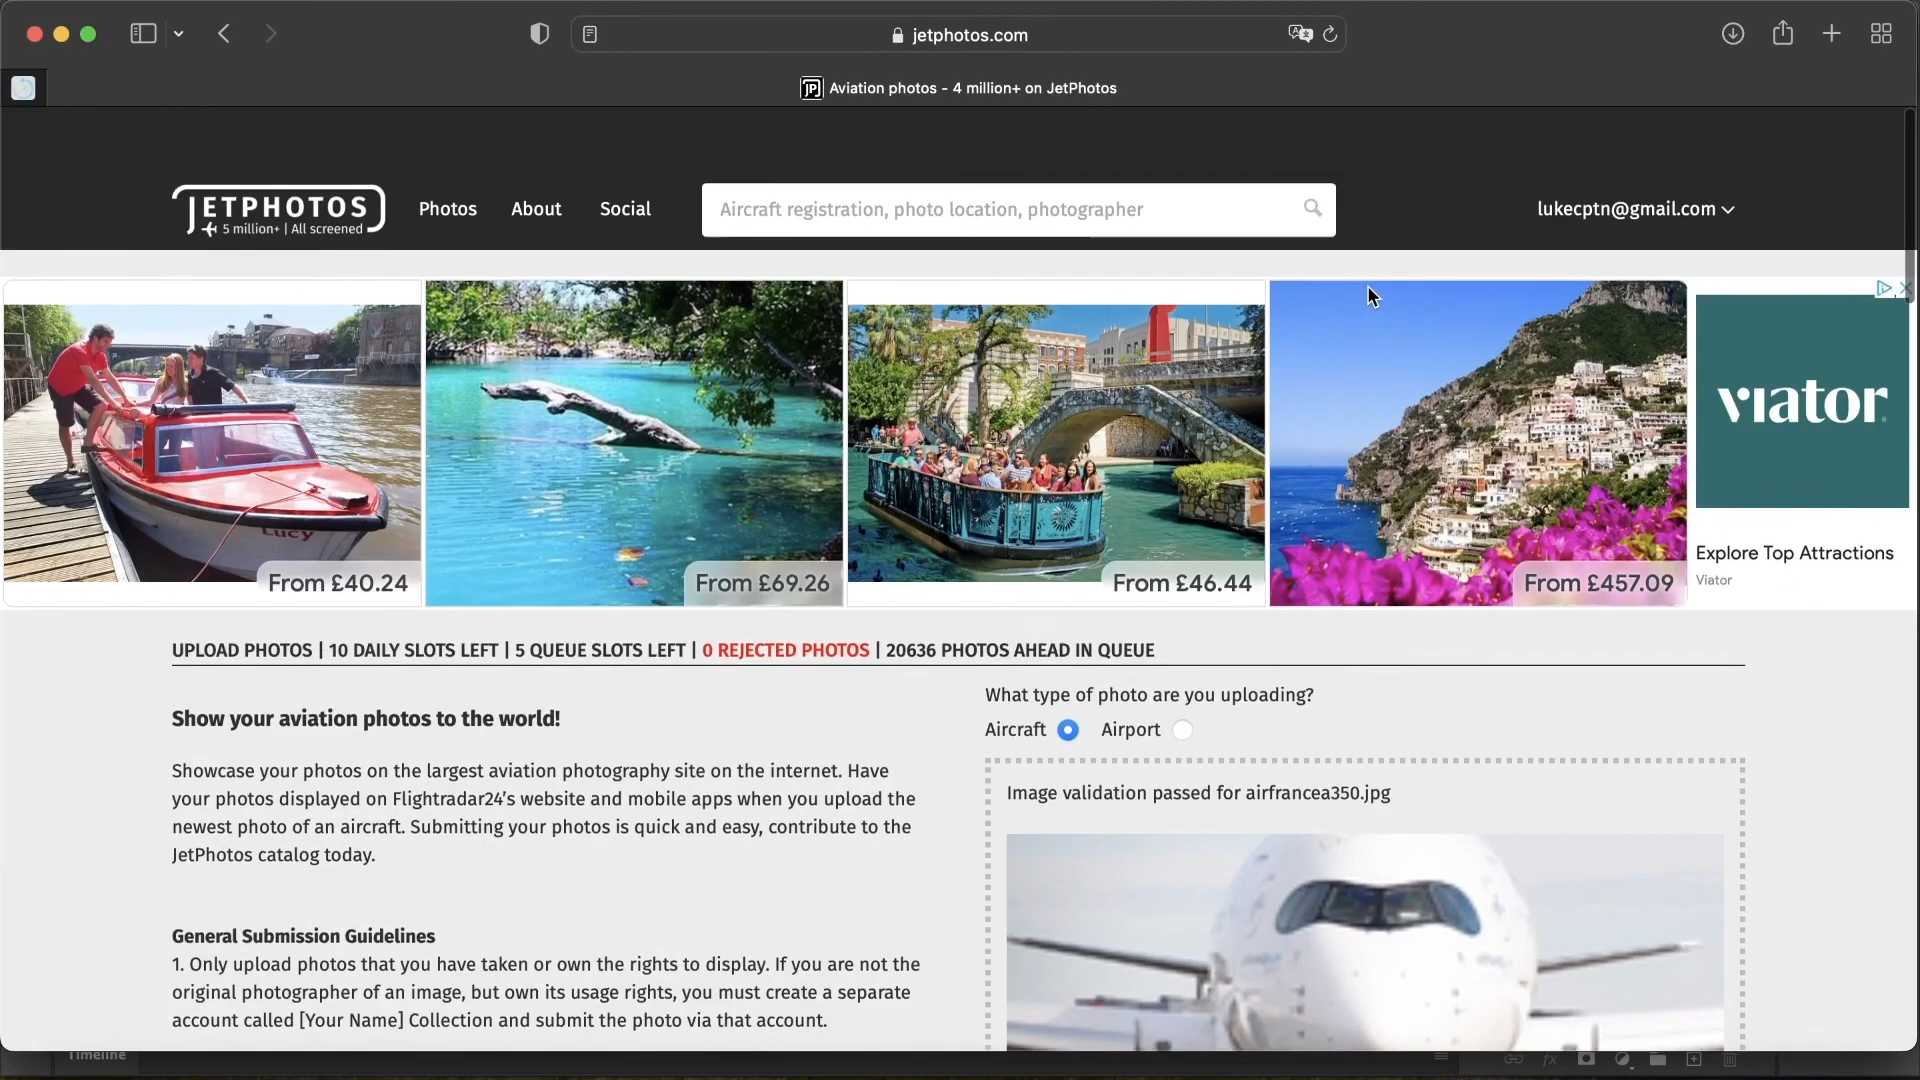 jetphotos.com
JP Aviation photos - 4 million+ on JetPhotos
JETPHOTOS
5 million+ | All screened
Photos
About
Social
Aircraft registration, photo location, photographer
lukecptn@gmail.com
Lucy
From £40.24
From £69.26
From £46.44
From £457.09
viator
Explore Top Attractions
Viator
UPLOAD PHOTOS | 10 DAILY SLOTS LEFT | 5 QUEUE SLOTS LEFT | 0 REJECTED PHOTOS | 20636 PHOTOS AHEAD IN QUEUE
Show your aviation photos to the world!
Showcase your photos on the largest aviation photography site on the internet. Have
your photos displayed on Flightradar24's website and mobile apps when you upload the
newest photo of an aircraft. Submitting your photos is quick and easy, contribute to the
JetPhotos catalog today.
General Submission Guidelines
1. Only upload photos that you have taken or own the rights to display. If you are not the
original photographer of an image, but own its usage rights, you must create a separate
account called [Your Name] Collection and submit the photo via that account.
What type of photo are you uploading?
Aircraft
Airport
Image validation passed for airfrancea350.jpg
Timeline
fx